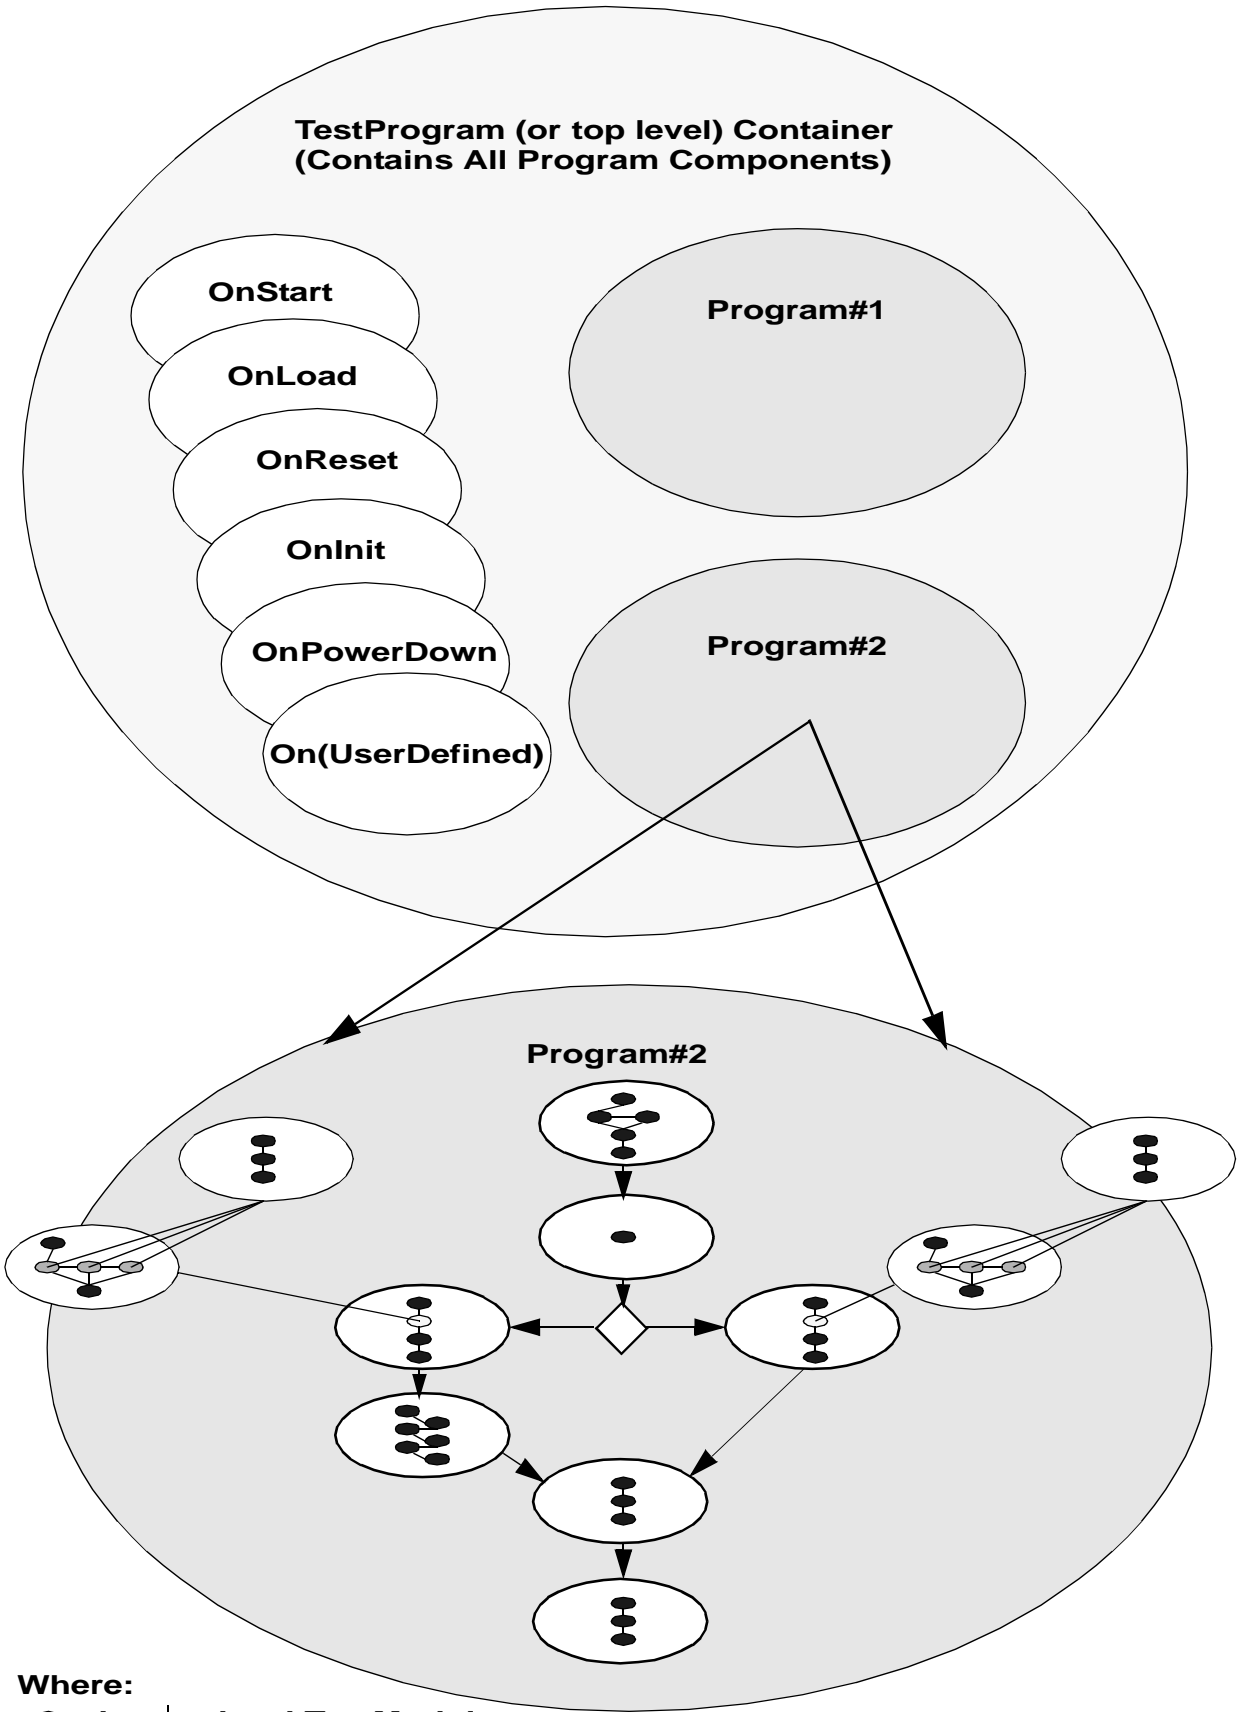 TestProgram (or top level) Container
(Contains All Program Components)
OnStart
OnLoad
OnReset
OnInit
OnPowerDown
On(UserDefined)
Program#1
Program#2
Program#2
Where: